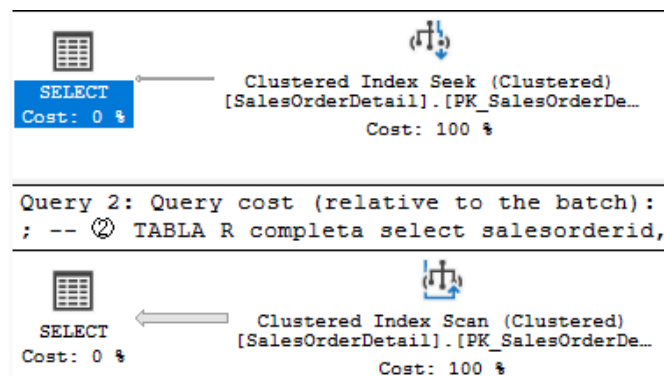 Clustered Index Seek (Clustered)
[SalesOrderDetail].[PK_SalesOrderDe…
Cost: 100 %
SELECT
Cost: 0 %
Query 2: Query cost (relative to the batch):
; -- ② TABLA R completa select salesorderid,
Clustered Index Scan (Clustered)
[SalesOrderDetail].[PK_SalesOrderDe…
Cost: 100 %
SELECT
Cost: 0 %